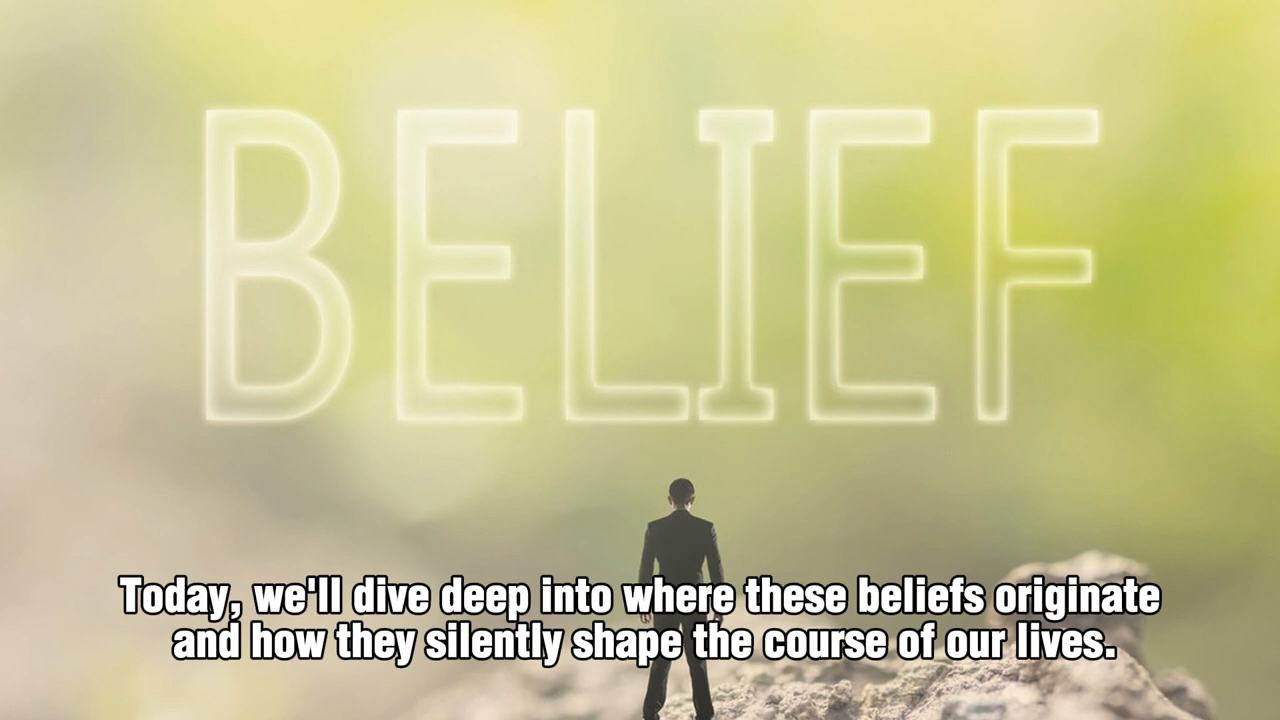 BELIEF
Today, we'll dive deep into where these beliefs originate
and how they silently shape the course of our lives.